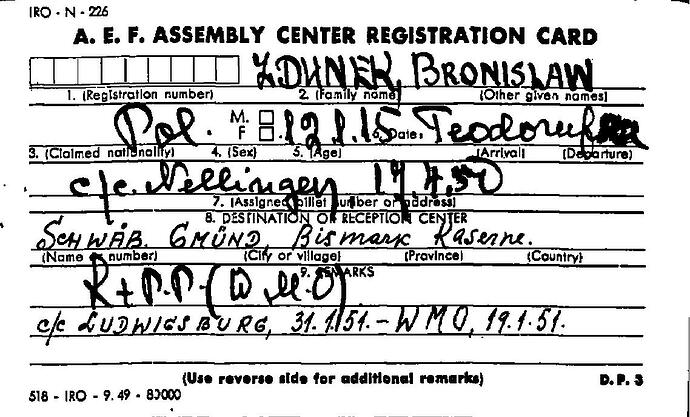 IRO - N - 226
A. E. F. ASSEMBLY CENTER REGISTRATION CARD
ZDUNEK, BRONISLAW
1. (Registration number) 2. (Family name) (Other given names)
Pol. M. ☐ F ☐ 12.1.15 6. Date.
3. (Claimed nationality) 4. (Sex) 5. (Age) (Arrival) (Departure)
c/c. Nellingen 17.4.50
7. (Assigned billet number or address)
8. DESTINATION OF RECEPTION CENTER
SCHWÄB. GMÜND, Bismark Kaserne.
(Name or number) (City or village) (Province) (Country)
9. REMARKS
R + P.P. (W.M.O)
c/c LUDWIGSBURG, 31.1.51. - WMO, 19.1.51.
(Use reverse side for additional remarks) D.P. 3
518 - IRO - 9.49 - 80000